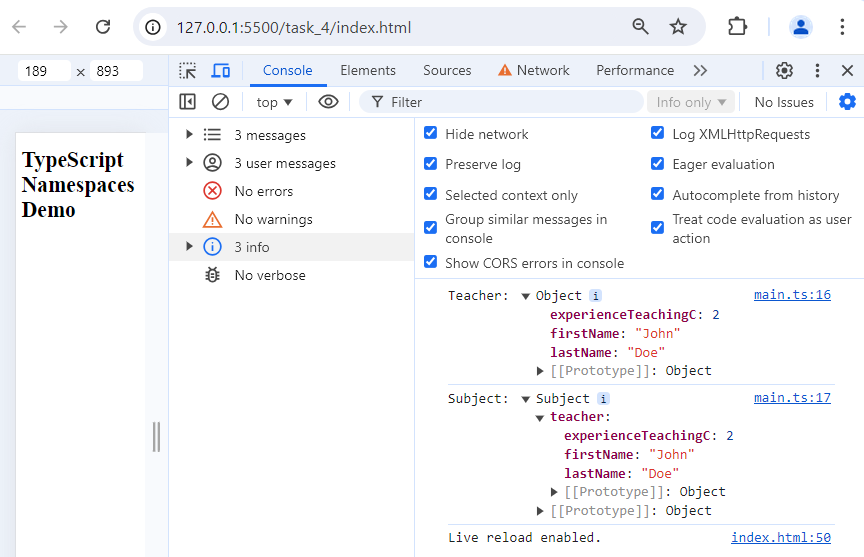 127.0.0.1:5500/task_4/index.html
189 × 893
Console Elements Sources Network Performance
top Filter Info only No Issues
3 messages
3 user messages
No errors
No warnings
3 info
No verbose
Hide network Log XMLHttpRequests
Preserve log Eager evaluation
Selected context only Autocomplete from history
Group similar messages in console Treat code evaluation as user action
Show CORS errors in console
TypeScript
Namespaces
Demo
Teacher: ▼ Object i main.ts:16
experienceTeachingC: 2
firstName: "John"
lastName: "Doe"
▶ [[Prototype]]: Object
Subject: ▼ Subject i main.ts:17
▼ teacher:
experienceTeachingC: 2
firstName: "John"
lastName: "Doe"
▶ [[Prototype]]: Object
▶ [[Prototype]]: Object
Live reload enabled. index.html:50